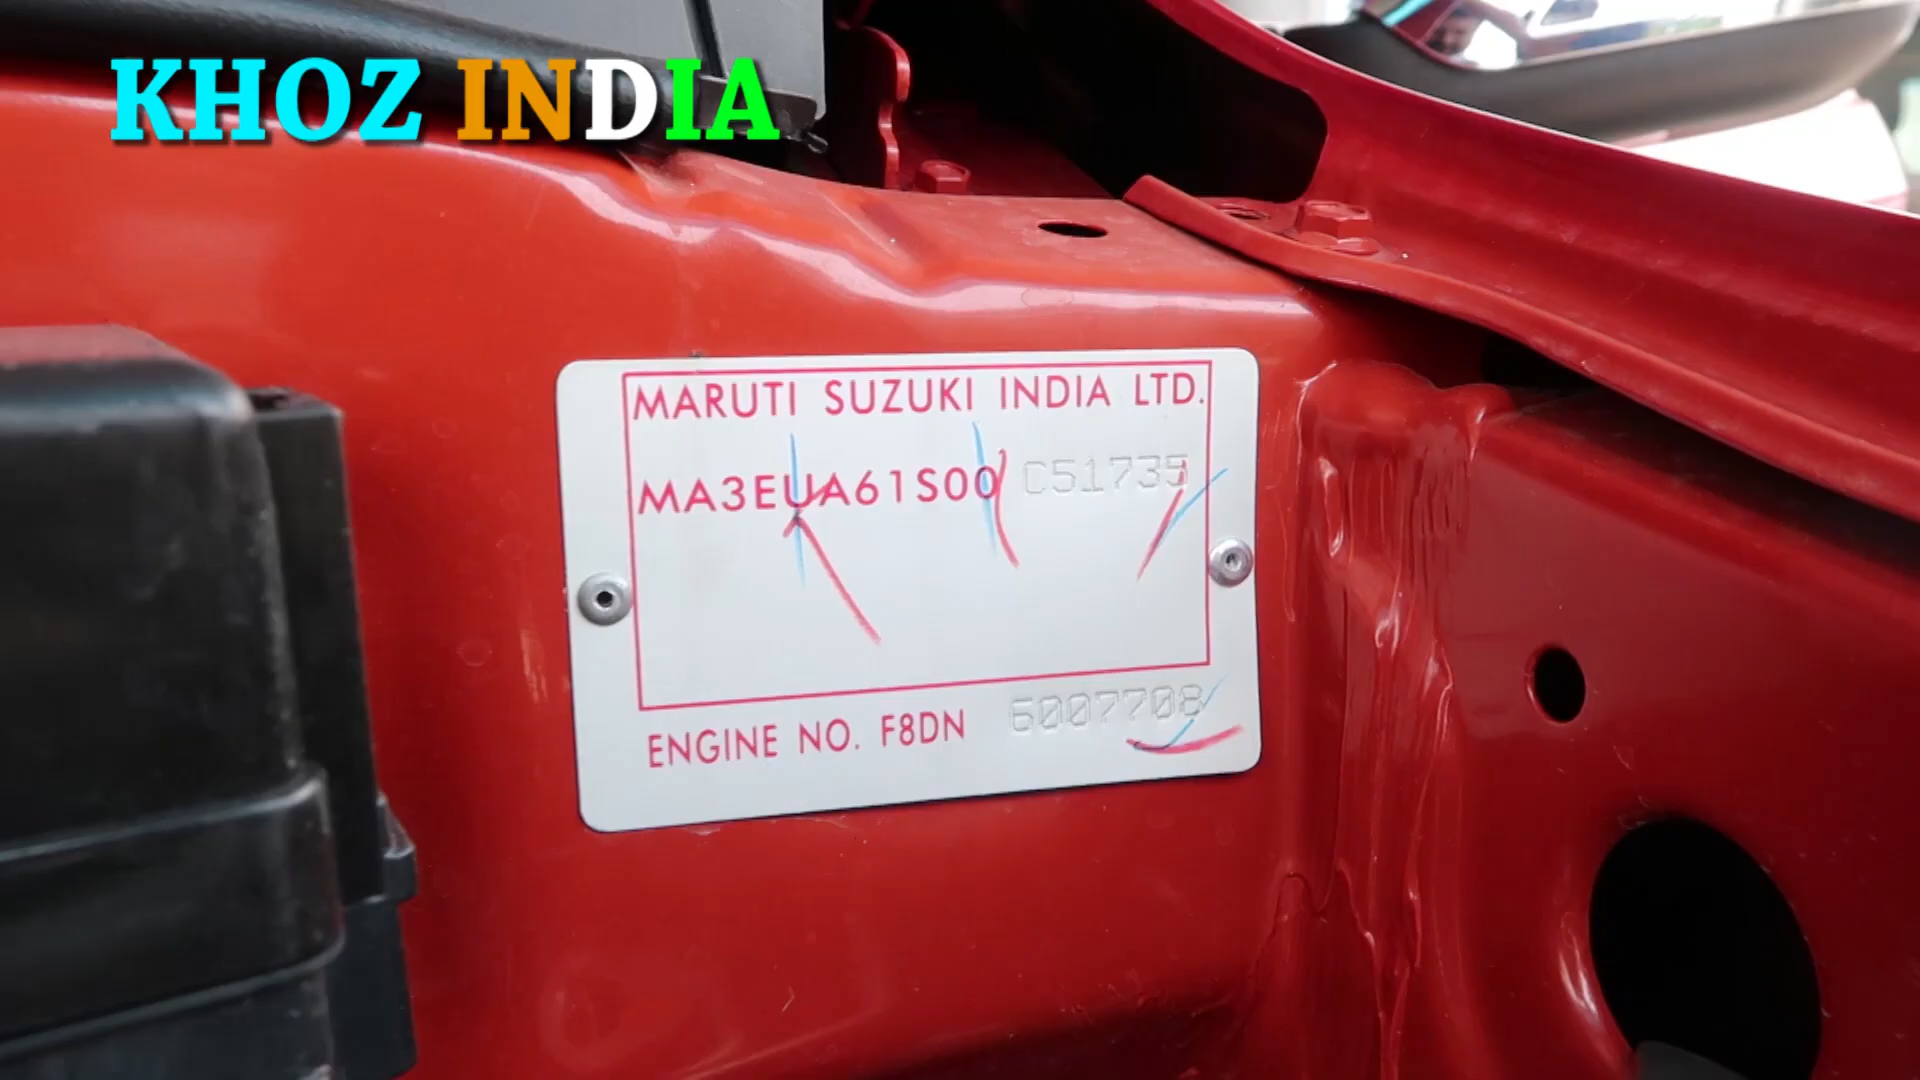 KHOZ INDIA
MARUTI SUZUKI INDIA LTD.
MA3EUA61S00 C51735
ENGINE NO. F8DN 6007708